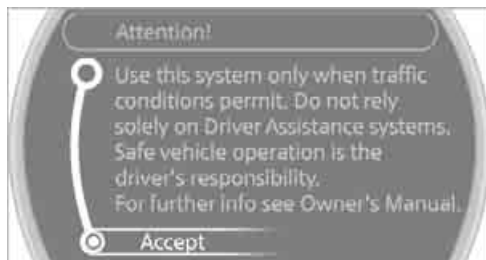 Attention!
Use this system only when traffic
conditions permit. Do not rely
solely on Driver Assistance systems.
Safe vehicle operation is the
driver's responsibility.
For further info see Owner's Manual.
Accept